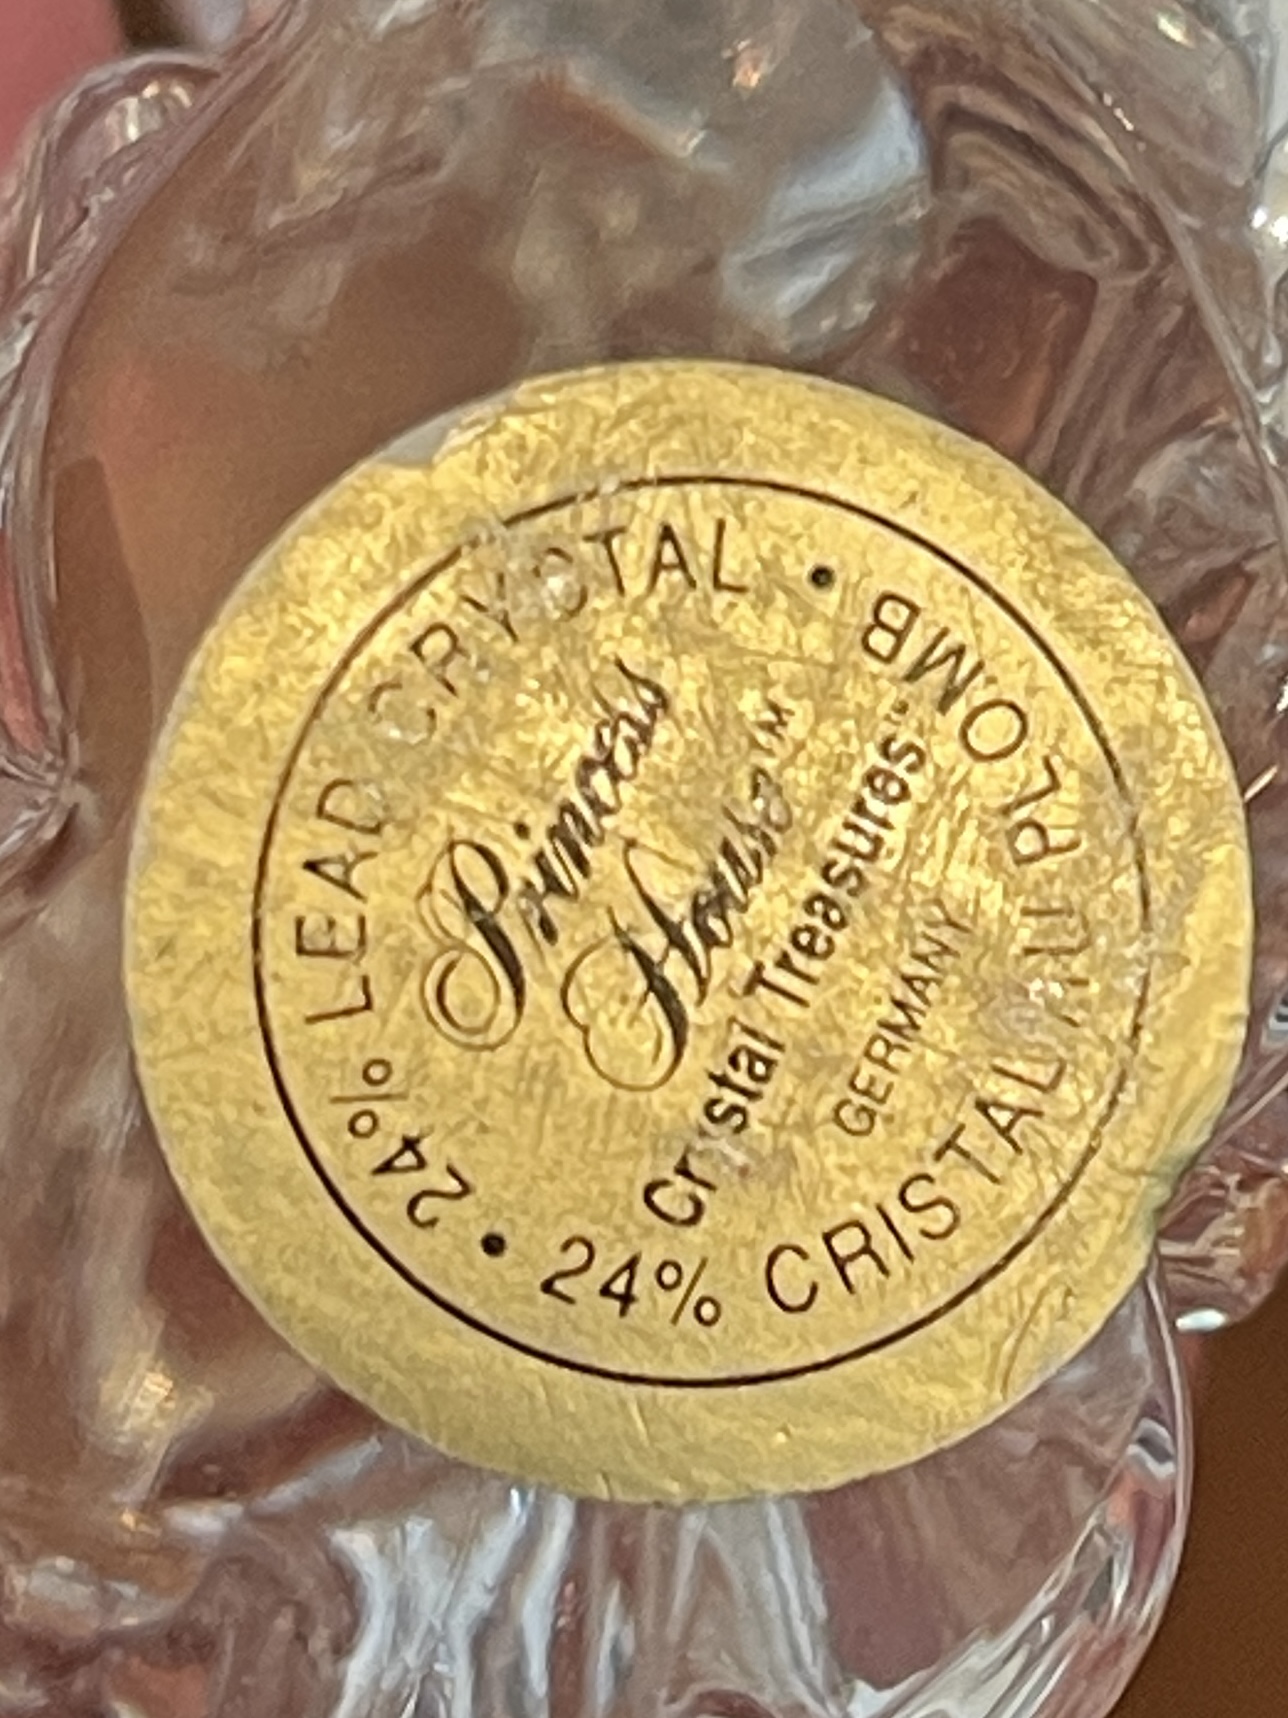 24% LEAD CRYSTAL •
Princess
House™
Crystal Treasures™
GERMANY
24% CRISTAL AU PLOMB •